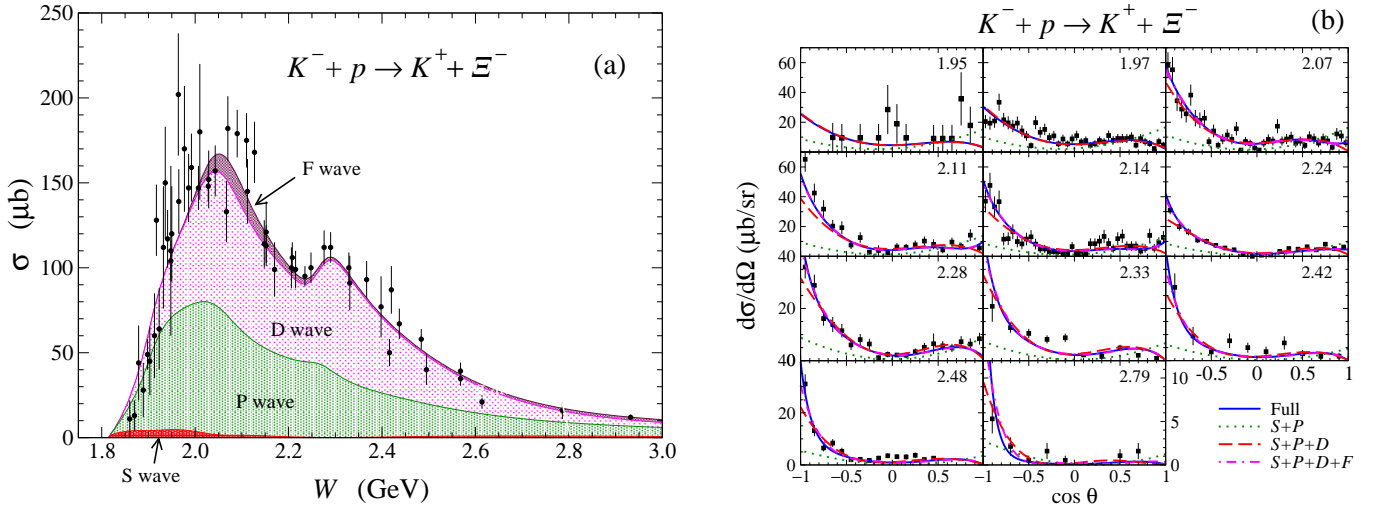 K⁻ + p → K⁺ + Ξ⁻
(a)
250
200
150
100
50
0
σ (μb)
F wave
D wave
P wave
S wave
1.8 2.0 2.2 2.4 2.6 2.8 3.0
W (GeV)
K⁻ + p → K⁺ + Ξ⁻
(b)
60
40
20
1.95 1.97 2.07
60
40
20
2.11 2.14 2.24
40
20
2.28 2.33 2.42
40
20
0
2.48 2.79
10
5
0
dσ/dΩ (μb/sr)
−0.5 0 0.5 1
−1 −0.5 0 0.5 1 −0.5 0 0.5 1
cos θ
Full
S+P
S+P+D
S+P+D+F